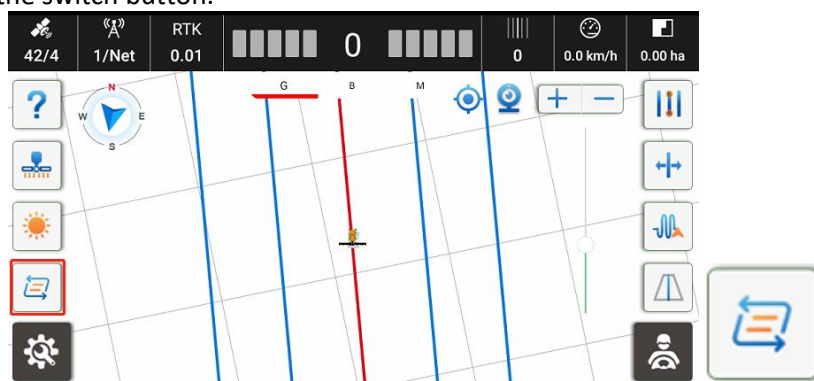 the switch button.
RTK
42/4 1/Net 0.01 0 0 0.0 km/h 0.00 ha
G B M
?
N
W E
S
+ −